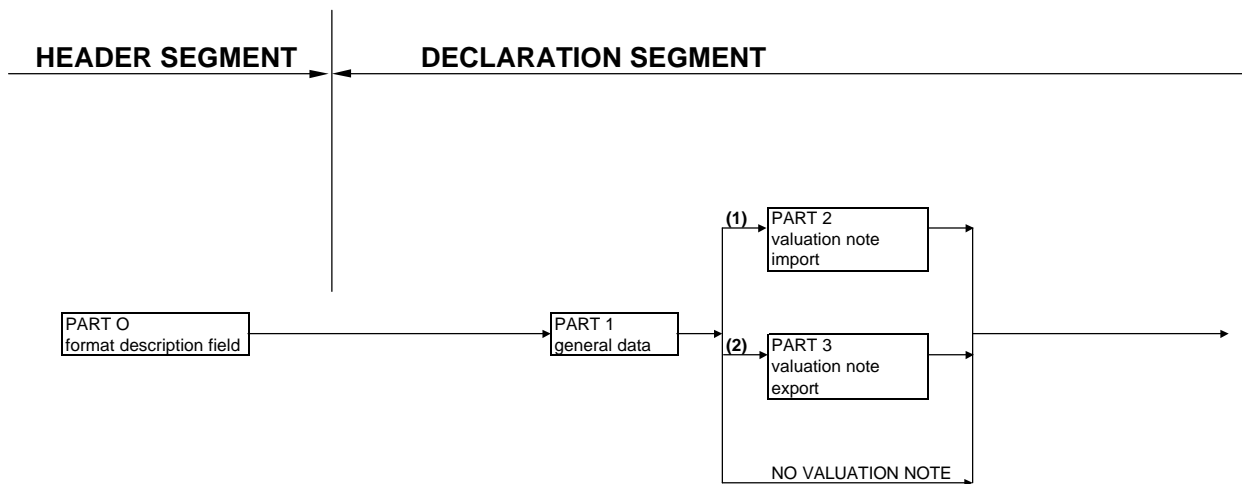 HEADER SEGMENT
DECLARATION SEGMENT
(1)
PART 2
valuation note
import
PART O
format description field
PART 1
general data
(2)
PART 3
valuation note
export
NO VALUATION NOTE